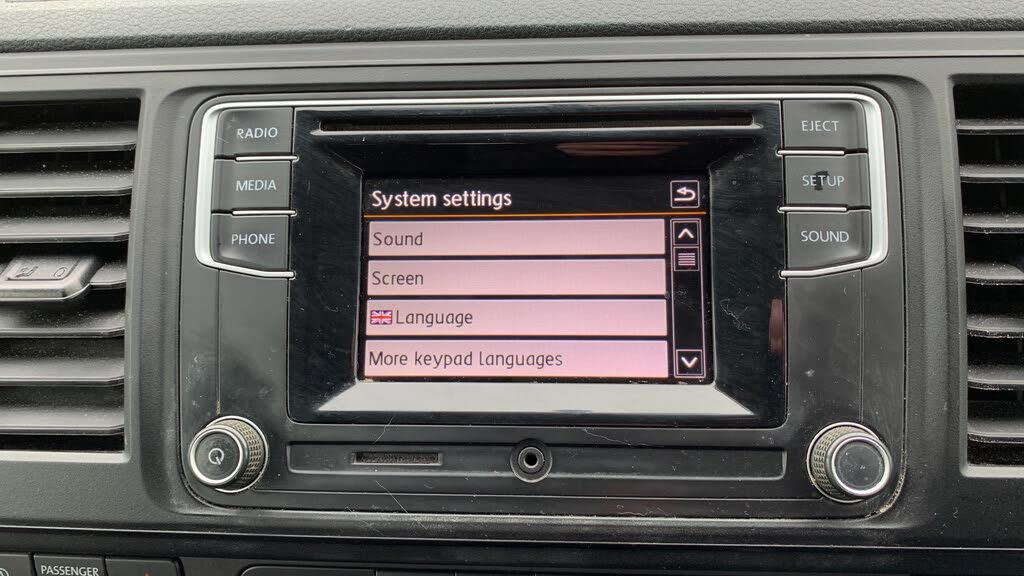 RADIO
MEDIA
PHONE
EJECT
SETUP
SOUND
System settings
Sound
Screen
Language
More keypad languages
PASSENGER